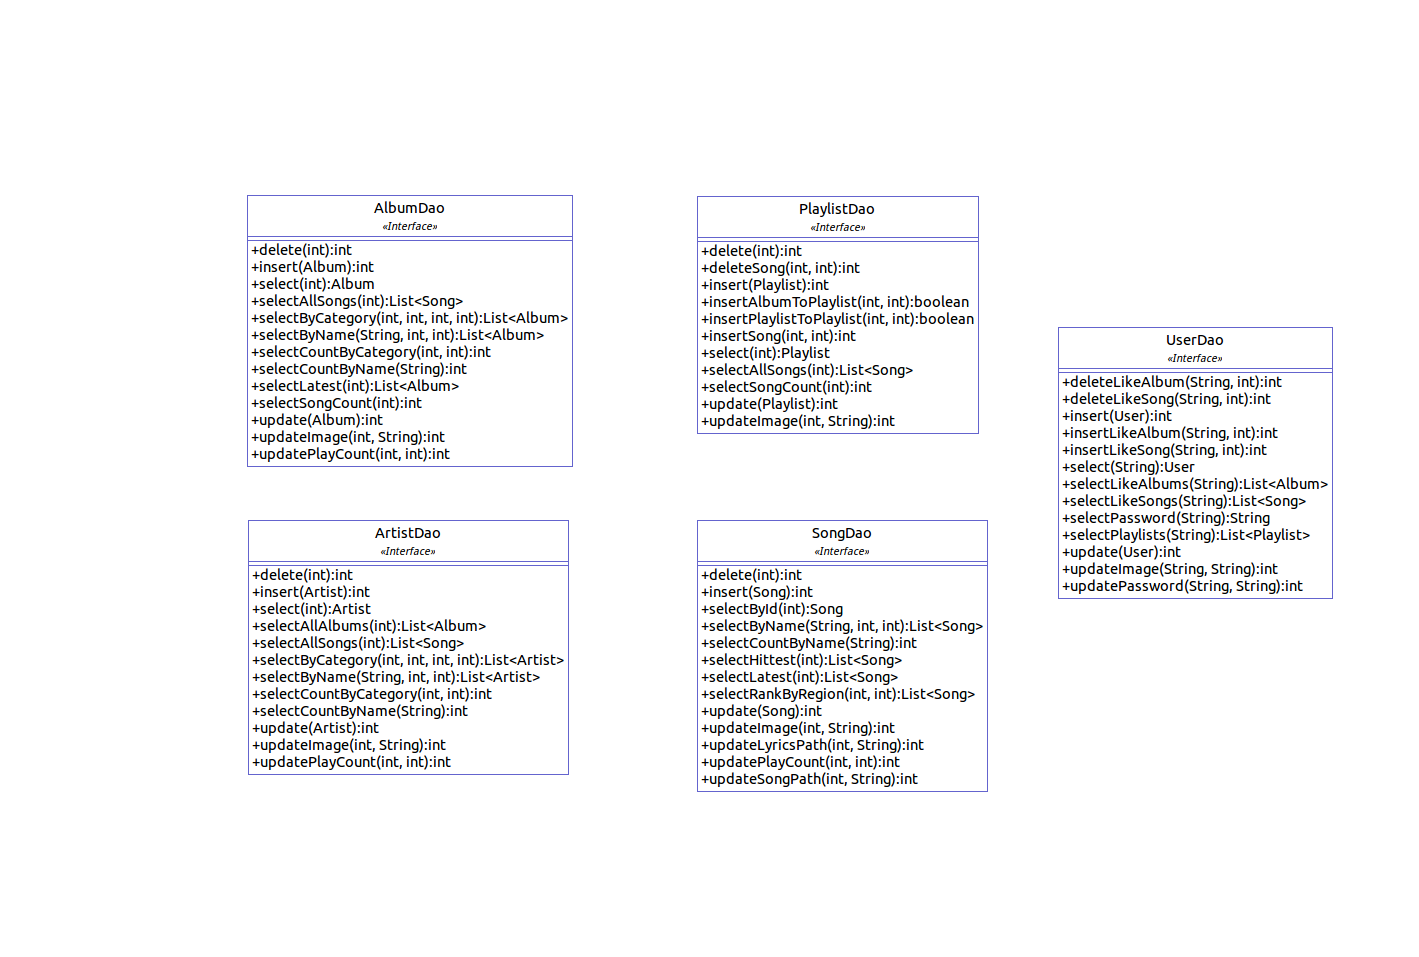 AlbumDao
«Interface»
+delete(int):int
+insert(Album):int
+select(int):Album
+selectAllSongs(int):List<Song>
+selectByCategory(int, int, int, int):List<Album>
+selectByName(String, int, int):List<Album>
+selectCountByCategory(int, int):int
+selectCountByName(String):int
+selectLatest(int):List<Album>
+selectSongCount(int):int
+update(Album):int
+updateImage(int, String):int
+updatePlayCount(int, int):int
PlaylistDao
«Interface»
+delete(int):int
+deleteSong(int, int):int
+insert(Playlist):int
+insertAlbumToPlaylist(int, int):boolean
+insertPlaylistToPlaylist(int, int):boolean
+insertSong(int, int):int
+select(int):Playlist
+selectAllSongs(int):List<Song>
+selectSongCount(int):int
+update(Playlist):int
+updateImage(int, String):int
UserDao
«Interface»
+deleteLikeAlbum(String, int):int
+deleteLikeSong(String, int):int
+insert(User):int
+insertLikeAlbum(String, int):int
+insertLikeSong(String, int):int
+select(String):User
+selectLikeAlbums(String):List<Album>
+selectLikeSongs(String):List<Song>
+selectPassword(String):String
+selectPlaylists(String):List<Playlist>
+update(User):int
+updateImage(String, String):int
+updatePassword(String, String):int
ArtistDao
«Interface»
+delete(int):int
+insert(Artist):int
+select(int):Artist
+selectAllAlbums(int):List<Album>
+selectAllSongs(int):List<Song>
+selectByCategory(int, int, int, int):List<Artist>
+selectByName(String, int, int):List<Artist>
+selectCountByCategory(int, int):int
+selectCountByName(String):int
+update(Artist):int
+updateImage(int, String):int
+updatePlayCount(int, int):int
SongDao
«Interface»
+delete(int):int
+insert(Song):int
+selectById(int):Song
+selectByName(String, int, int):List<Song>
+selectCountByName(String):int
+selectHittest(int):List<Song>
+selectLatest(int):List<Song>
+selectRankByRegion(int, int):List<Song>
+update(Song):int
+updateImage(int, String):int
+updateLyricsPath(int, String):int
+updatePlayCount(int, int):int
+updateSongPath(int, String):int